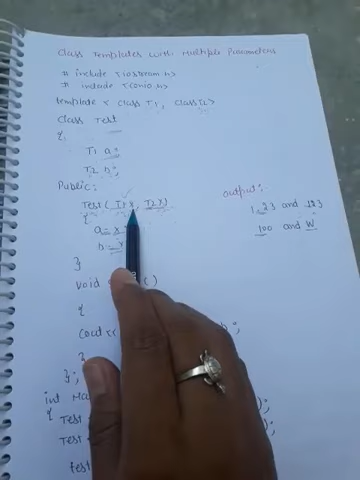 Class Templates with Multiple Parameters
# include <iostream.h>
# include <conio.h>
template < class T1, class T2>
Class Test
{
T1 a;
T2 b;
Public:
Test( T1 x, T2 y)
{
a= x
b= y
}
void
()
{
cout
";
}
};
int Ma
{ Test
);
Test
);
test
output:
1.23 and 123
100 and W